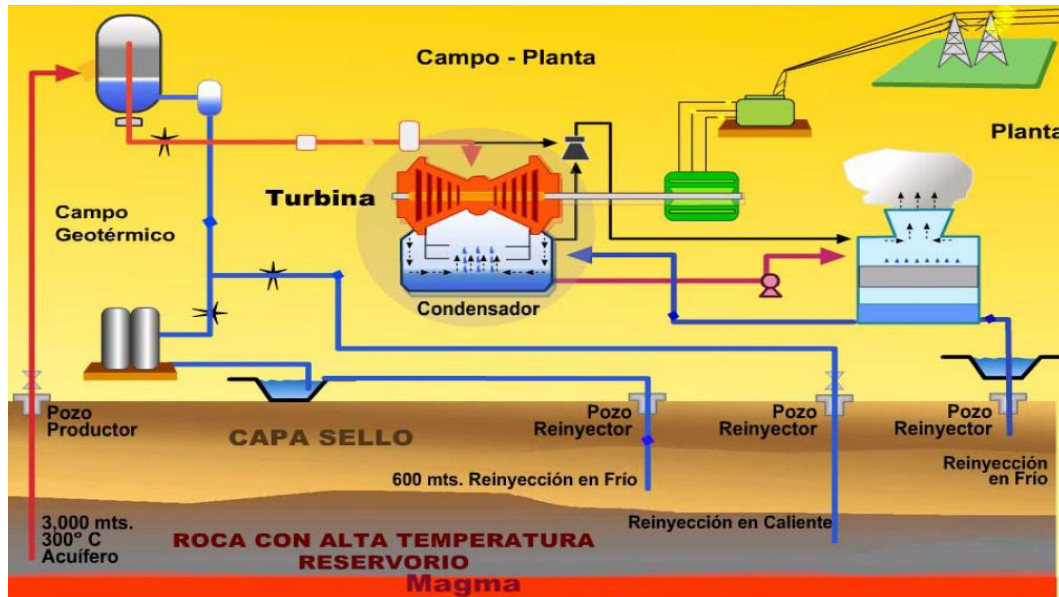 Campo - Planta
Planta
Turbina
Campo
Geotérmico
Condensador
Pozo
Productor
CAPA SELLO
Pozo
Reinyector
Pozo
Reinyector
Pozo
Reinyector
600 mts. Reinyección en Frío
Reinyección
en Frío
3,000 mts.
300° C
Acuífero
ROCA CON ALTA TEMPERATURA
RESERVORIO
Reinyección en Caliente
Magma